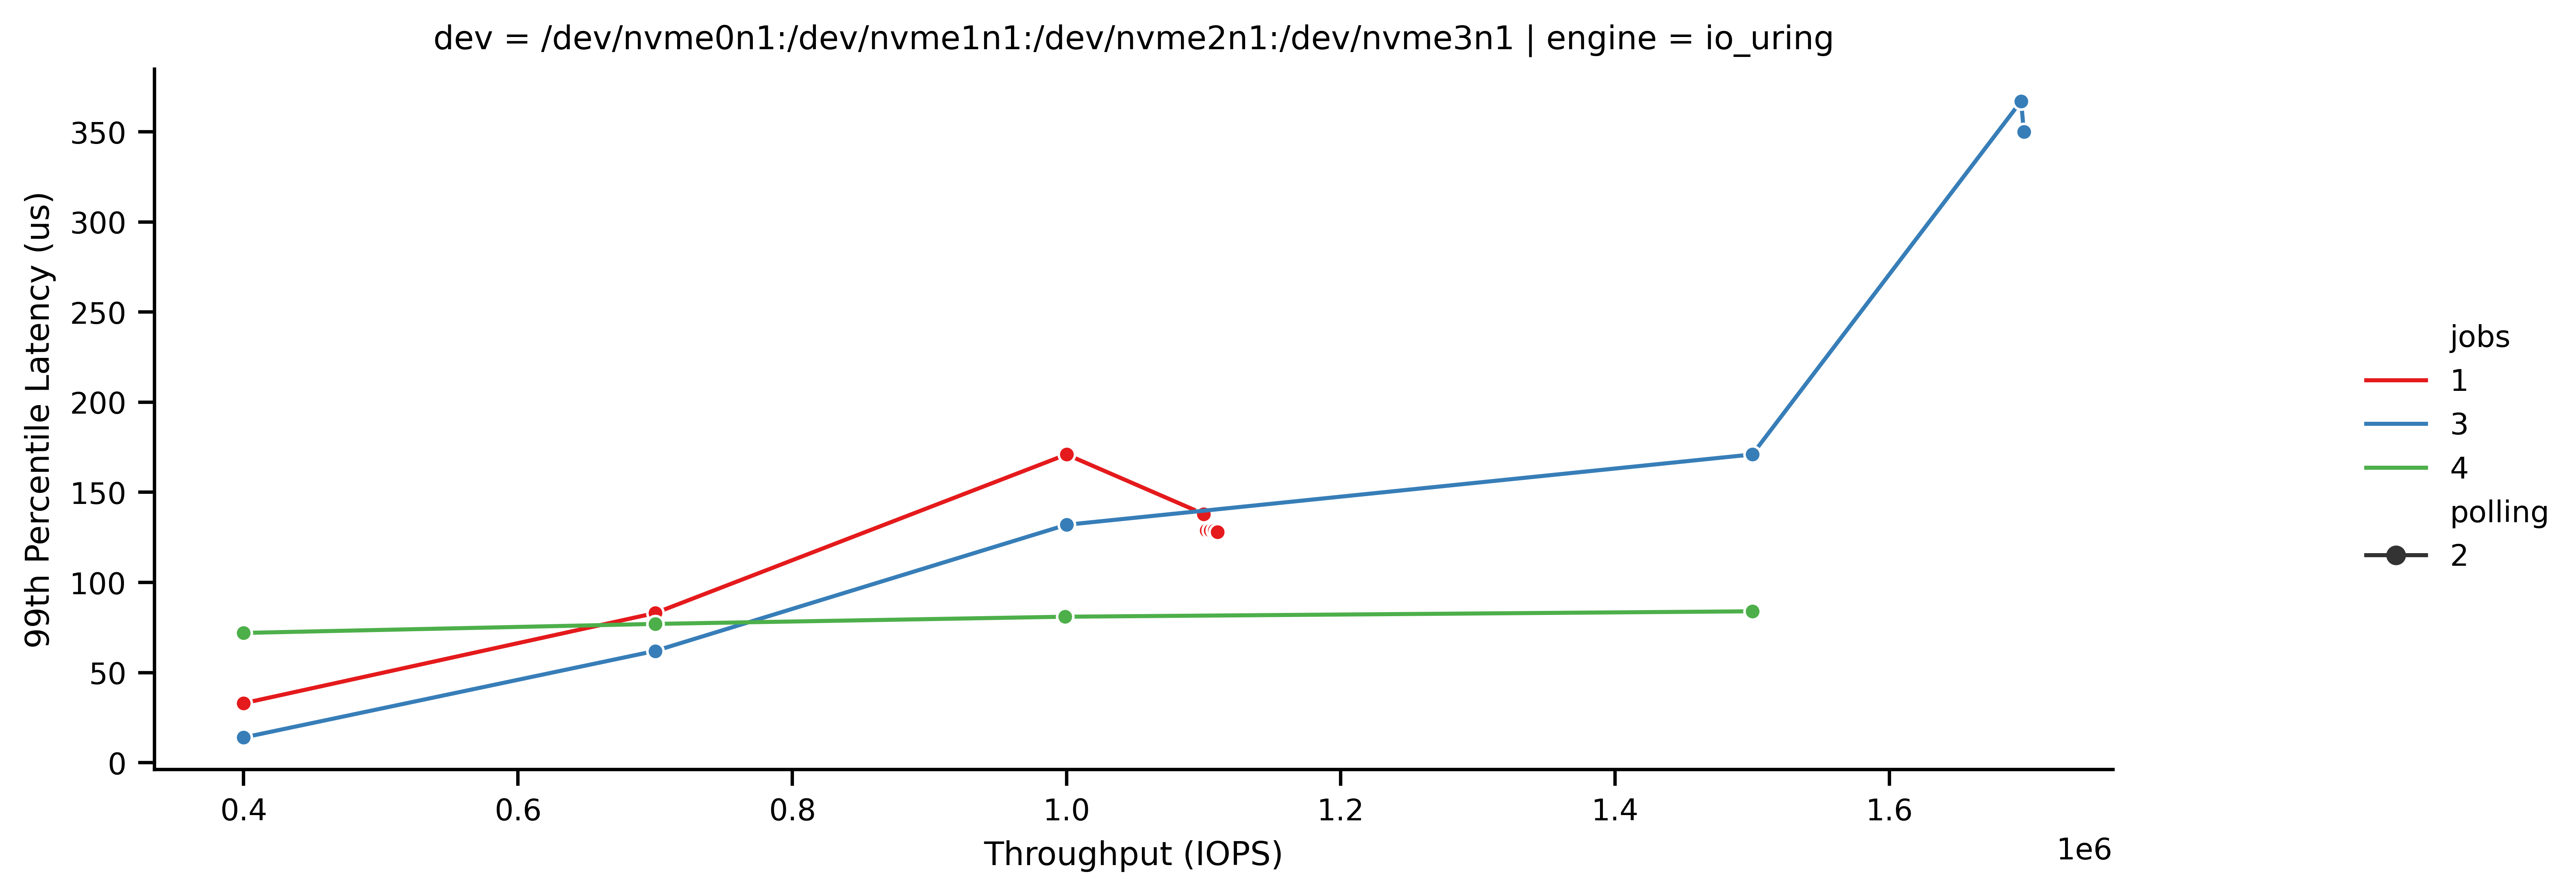 dev = /dev/nvme0n1:/dev/nvme1n1:/dev/nvme2n1:/dev/nvme3n1 | engine = io_uring
99th Percentile Latency (us)
350
300
250
200
150
100
50
0
0.4 0.6 0.8 1.0 1.2 1.4 1.6
1e6
Throughput (IOPS)
jobs
1
3
4
polling
2